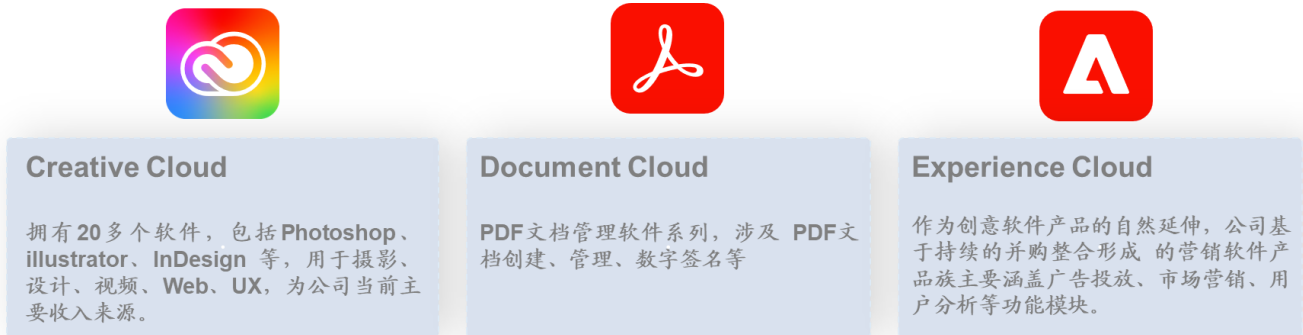 Creative Cloud
拥有20多个软件，包括Photoshop、
illustrator、InDesign 等，用于摄影、
设计、视频、Web、UX，为公司当前主
要收入来源。
Document Cloud
PDF文档管理软件系列，涉及 PDF文
档创建、管理、数字签名等
Experience Cloud
作为创意软件产品的自然延伸，公司基
于持续的并购整合形成 的营销软件产
品族主要涵盖广告投放、市场营销、用
户分析等功能模块。